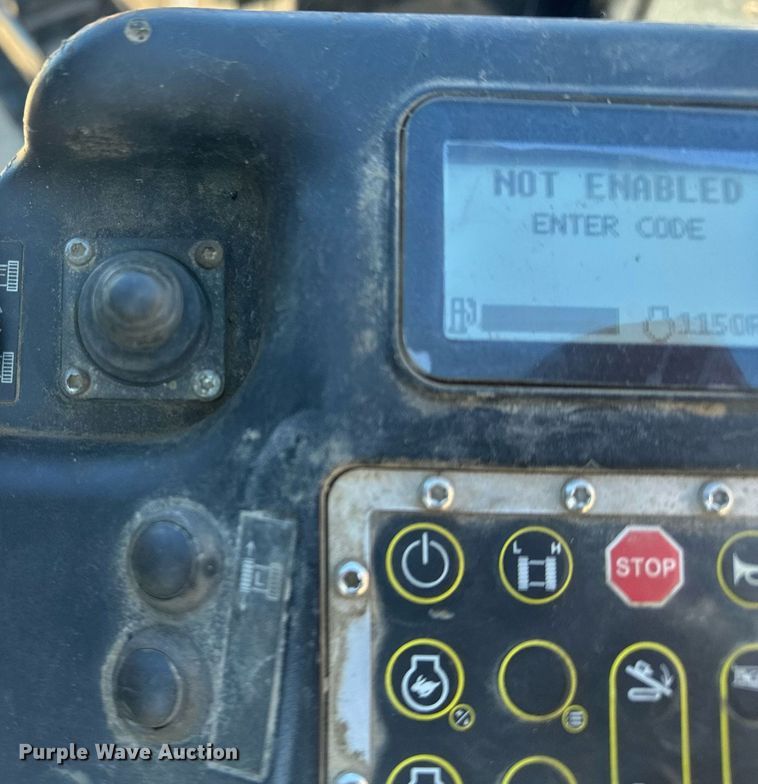 NOT ENABLED
ENTER CODE
L H
STOP
Purple Wave Auction